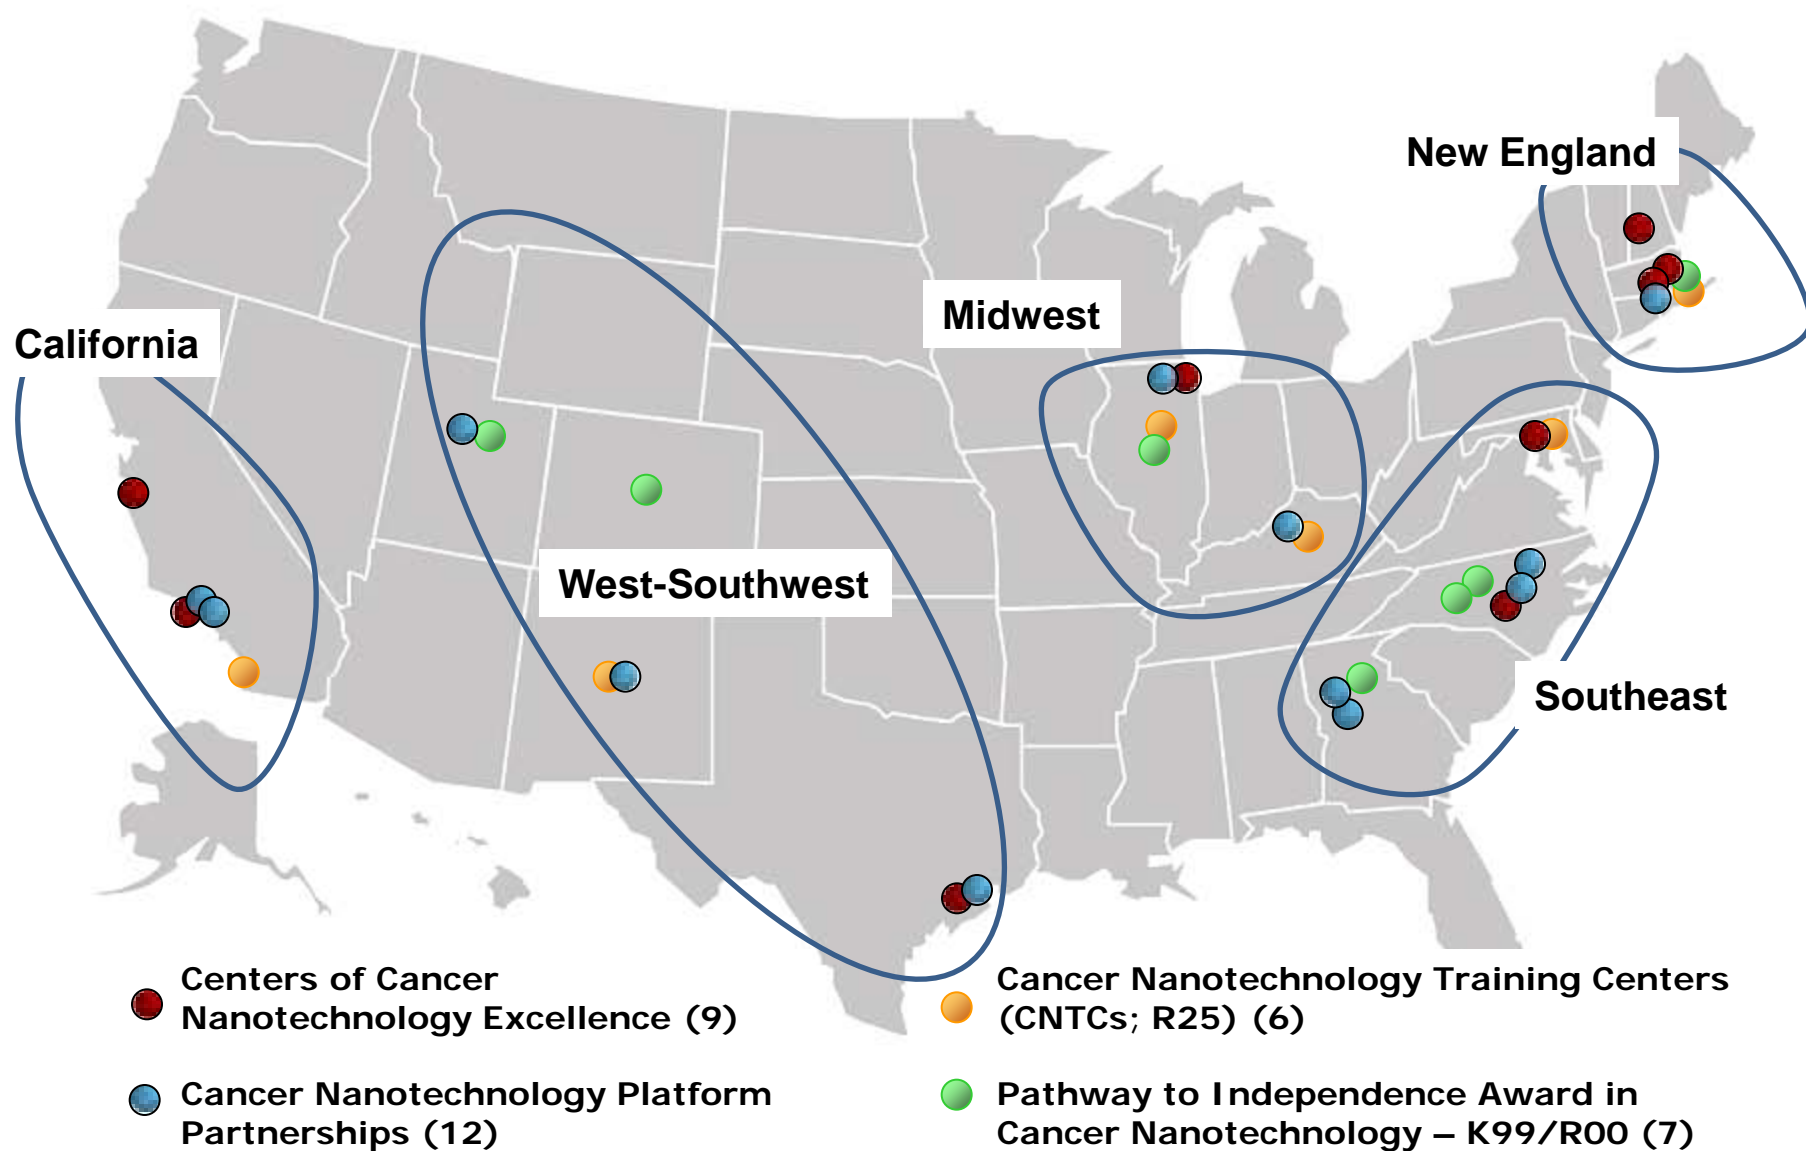 New England
Midwest
California
West-Southwest
Southeast
Centers of Cancer
Nanotechnology Excellence (9)
Cancer Nanotechnology Platform
Partnerships (12)
Cancer Nanotechnology Training Centers
(CNTCs; R25) (6)
Pathway to Independence Award in
Cancer Nanotechnology – K99/R00 (7)